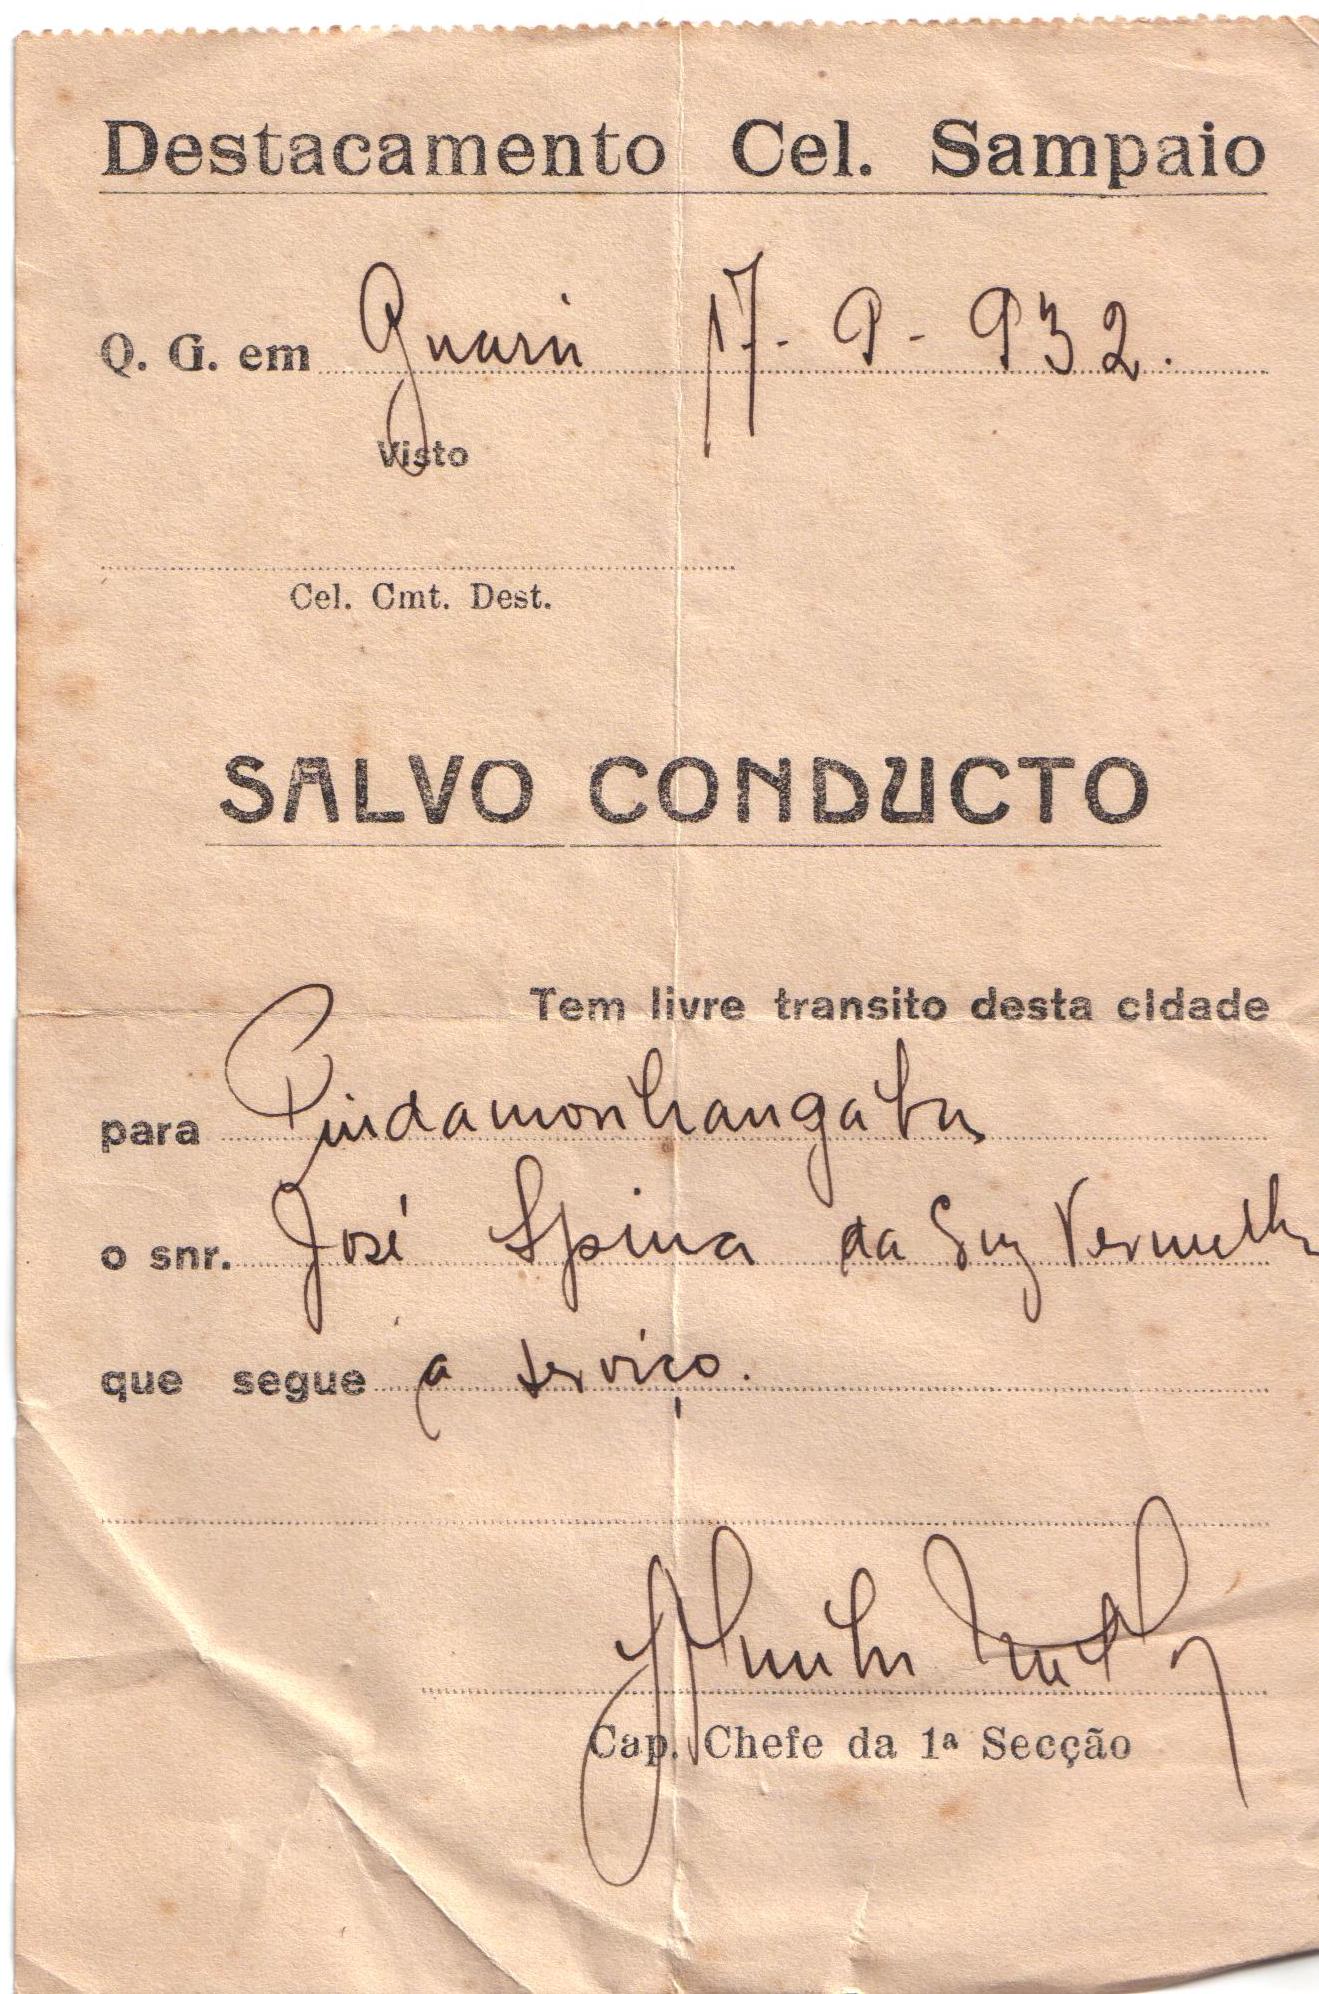 Destacamento Cel. Sampaio
Q. G. em Guará 17-9-932.
Visto
Cel. Cmt. Dest.
SALVO CONDUCTO
Tem livre transito desta cidade
para Pindamonhangaba
o snr. José Spina da Cruz Vermelha
que segue a serviço.
Cap. Chefe da 1ª Secção